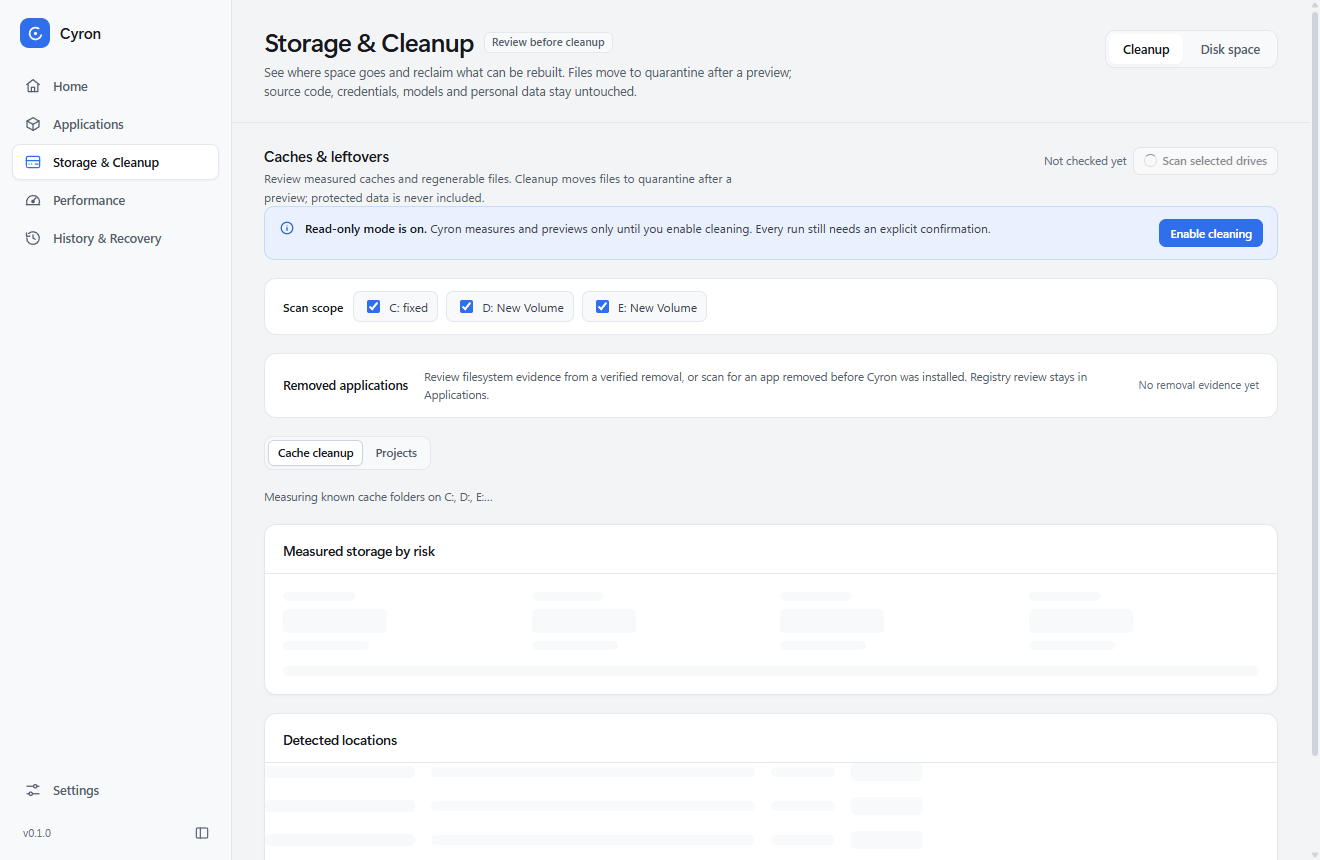 Cyron
Home
Applications
Storage & Cleanup
Performance
History & Recovery
Settings
v0.1.0
Storage & Cleanup
Review before cleanup
See where space goes and reclaim what can be rebuilt. Files move to quarantine after a preview;
source code, credentials, models and personal data stay untouched.
Cleanup
Disk space
Caches & leftovers
Review measured caches and regenerable files. Cleanup moves files to quarantine after a
preview; protected data is never included.
Not checked yet
Scan selected drives
Read-only mode is on. Cyron measures and previews only until you enable cleaning. Every run still needs an explicit confirmation.
Enable cleaning
Scan scope
C: fixed
D: New Volume
E: New Volume
Removed applications
Review filesystem evidence from a verified removal, or scan for an app removed before Cyron was installed. Registry review stays in
Applications.
No removal evidence yet
Cache cleanup
Projects
Measuring known cache folders on C:, D:, E:...
Measured storage by risk
Detected locations